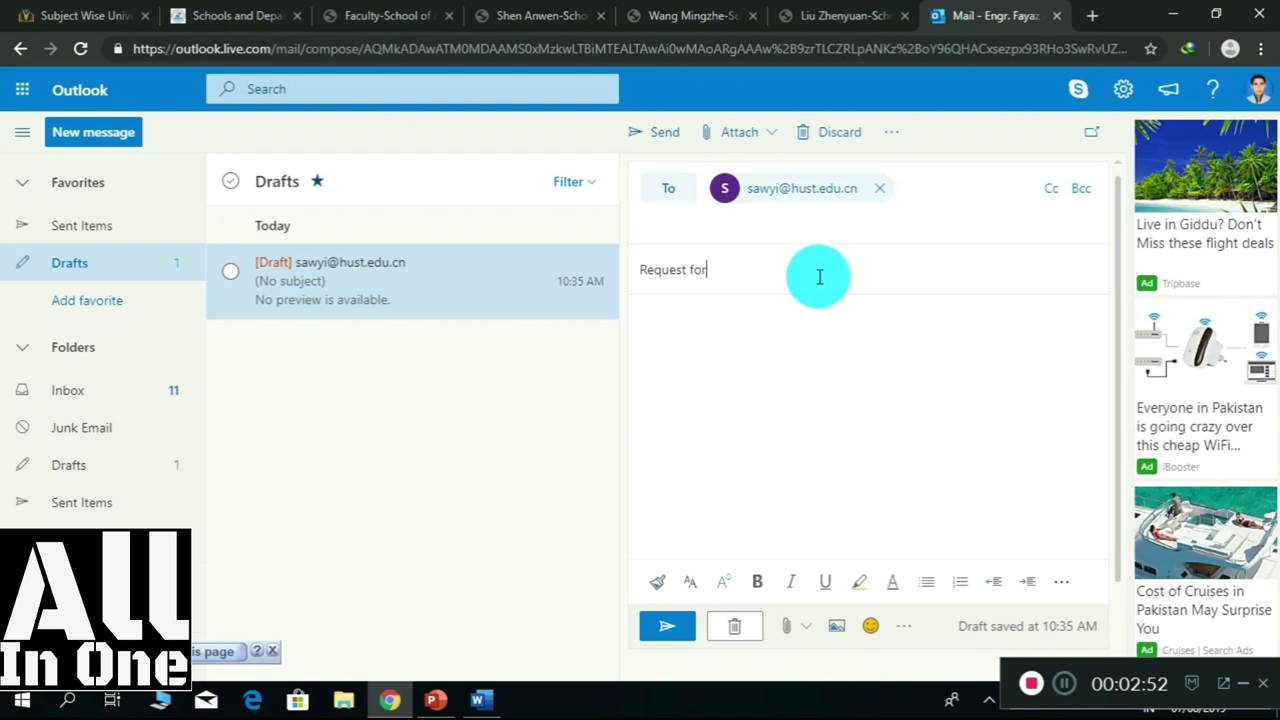 Subject Wise Unive
Schools and Depa
Faculty-School of
Shen Anwen-Scho
Wang Mingzhe-Sc
Liu Zhenyuan-Sch
Mail - Engr. Fayaz
https://outlook.live.com/mail/compose/AQMkADAwATM0MDAAMS0xMzkwLTBiMTEALTAwAi0wMAoARgAAAw%2B9zrTLCZRLpANKz%2BoY96QHACxsezpx93RHo3SwRvUZ...
Outlook
Search
New message
Send
Attach
Discard
Favorites
Sent Items
Drafts 1
Add favorite
Folders
Inbox 11
Junk Email
Drafts 1
Sent Items
Drafts
Filter
Today
[Draft] sawyi@hust.edu.cn
(No subject)
10:35 AM
No preview is available.
To
S
sawyi@hust.edu.cn
Cc
Bcc
Request for
Draft saved at 10:35 AM
Live in Giddu? Don't
Miss these flight deals
Ad Tripbase
Everyone in Pakistan
is going crazy over
this cheap WiFi...
Ad iBooster
Cost of Cruises in
Pakistan May Surprise
You
Ad Cruises | Search Ads
ALL
In One
is page
00:02:52